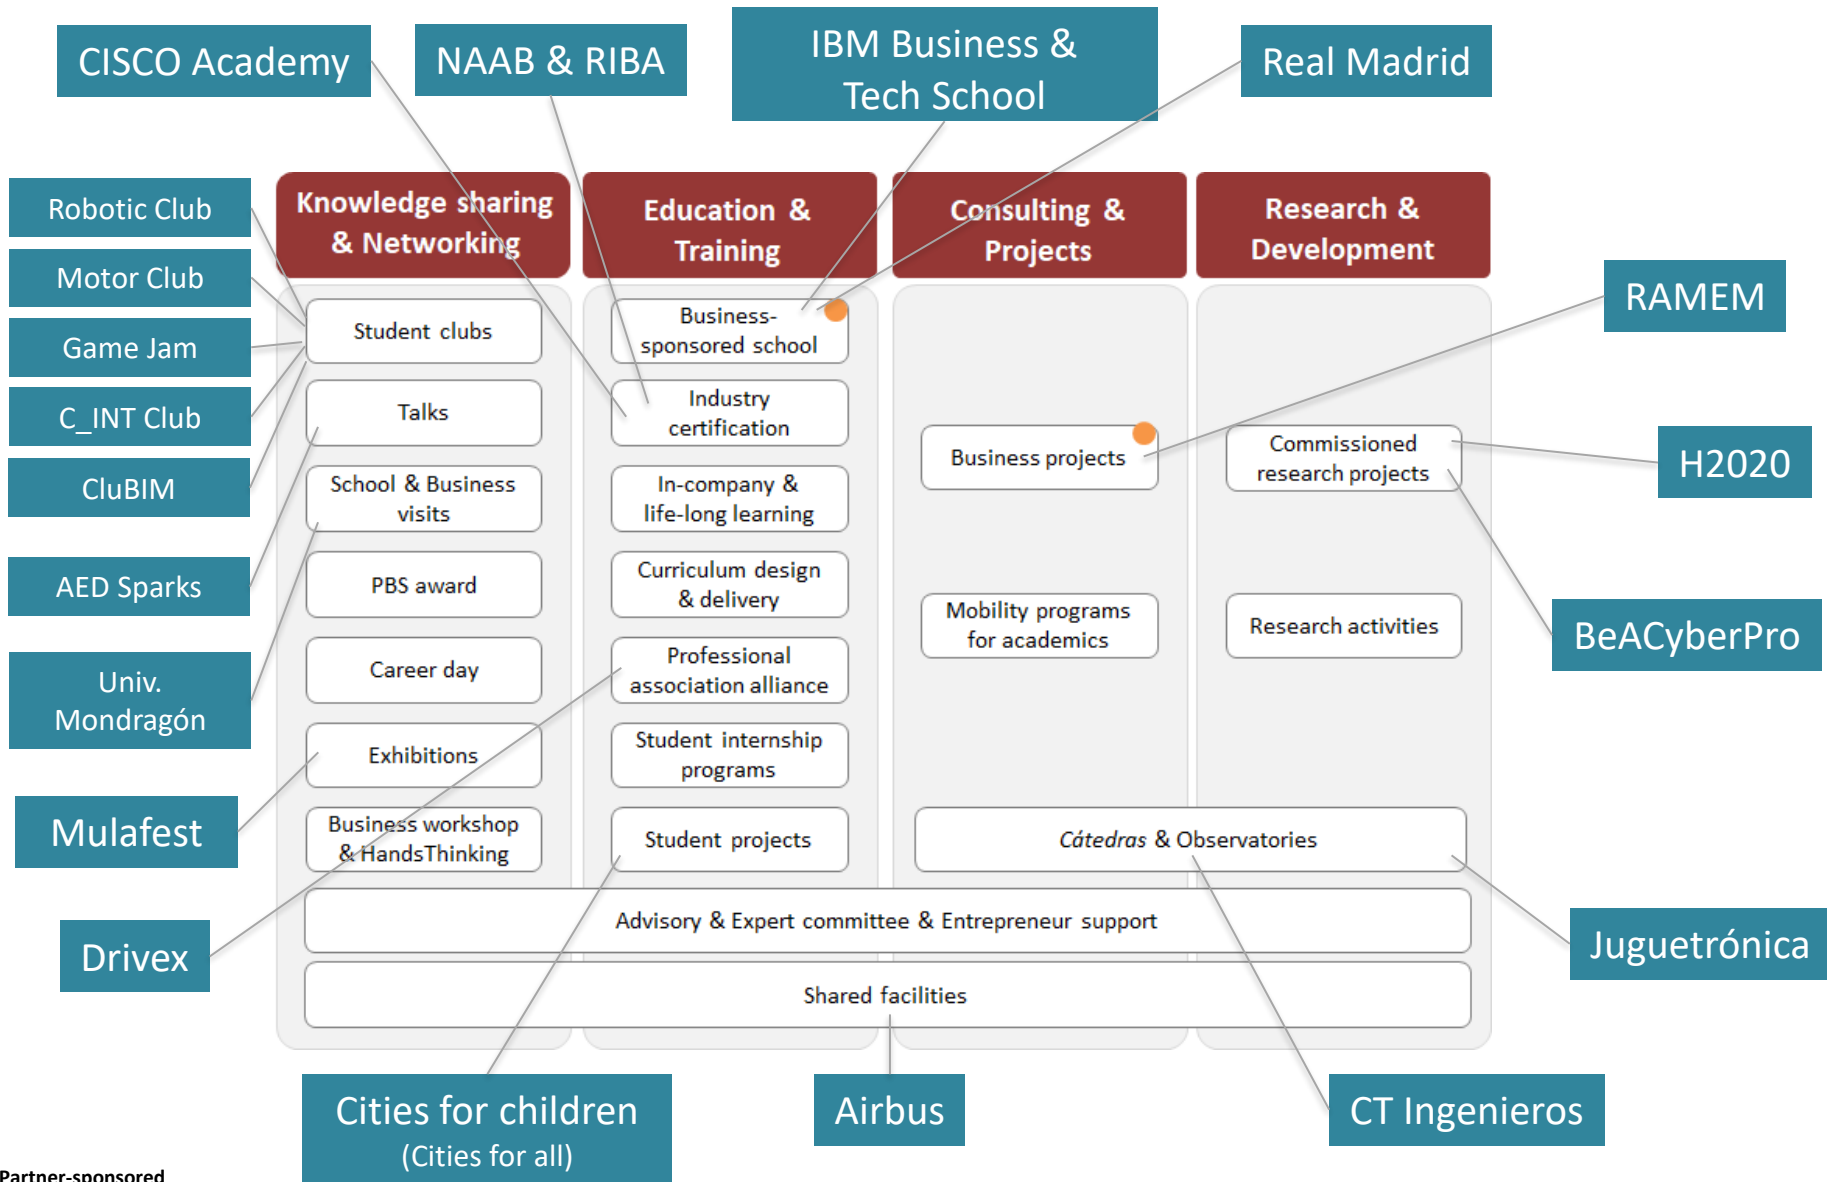 CISCO Academy
NAAB & RIBA
IBM Business &
Tech School
Real Madrid
Robotic Club
Motor Club
Game Jam
C_INT Club
CluBIM
AED Sparks
Univ.
Mondragón
Mulafest
Drivex
Knowledge sharing
& Networking
Student clubs
Talks
School & Business
visits
PBS award
Career day
Exhibitions
Business workshop
& HandsThinking
Education &
Training
Business-
sponsored school
Industry
certification
In-company &
life-long learning
Curriculum design
& delivery
Professional
association alliance
Student internship
programs
Student projects
Consulting &
Projects
Business projects
Mobility programs
for academics
Research &
Development
Commissioned
research projects
Research activities
Cátedras & Observatories
Advisory & Expert committee & Entrepreneur support
Shared facilities
RAMEM
H2020
BeACyberPro
Juguetrónica
Cities for children
(Cities for all)
Airbus
CT Ingenieros
Partner-sponsored